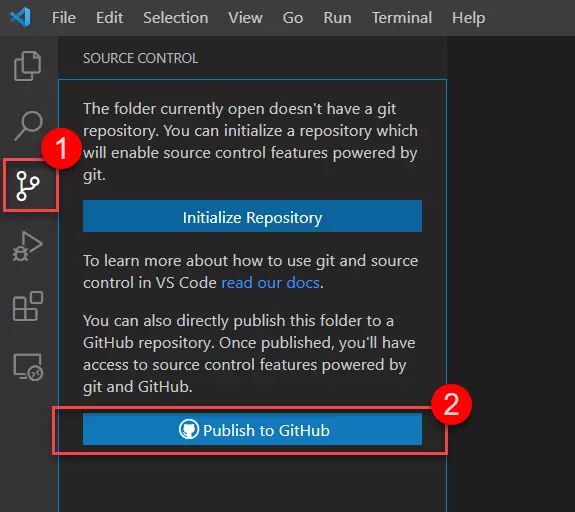 File Edit Selection View Go Run Terminal Help
SOURCE CONTROL
The folder currently open doesn't have a git
repository. You can initialize a repository which
will enable source control features powered by
git.
1
Initialize Repository
To learn more about how to use git and source
control in VS Code read our docs.
You can also directly publish this folder to a
GitHub repository. Once published, you'll have
access to source control features powered by
git and GitHub.
2
Publish to GitHub